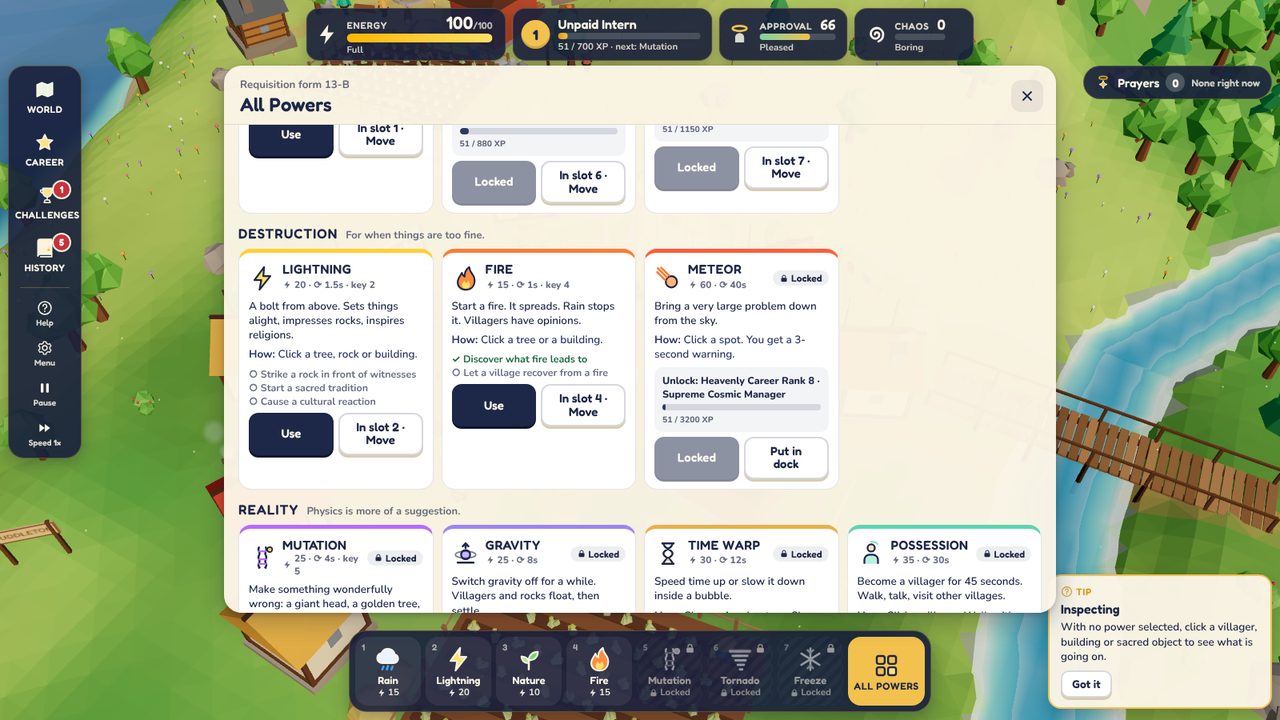 ENERGY 100/100
Full
1 Unpaid Intern
51 / 700 XP · next: Mutation
APPROVAL 66
Pleased
CHAOS 0
Boring
WORLD
CAREER
1
CHALLENGES
5
HISTORY
Help
Menu
Pause
Speed 1x
Prayers 0 None right now
Requisition form 13-B
All Powers
Use
In slot 1 ·
Move
51 / 880 XP
Locked
In slot 6 ·
Move
51 / 1150 XP
Locked
In slot 7 ·
Move
DESTRUCTION For when things are too fine.
LIGHTNING
20 · 1.5s · key 2
A bolt from above. Sets things
alight, impresses rocks, inspires
religions.
How: Click a tree, rock or building.
Strike a rock in front of witnesses
Start a sacred tradition
Cause a cultural reaction
Use
In slot 2 ·
Move
FIRE
15 · 1s · key 4
Start a fire. It spreads. Rain stops
it. Villagers have opinions.
How: Click a tree or a building.
✓ Discover what fire leads to
Let a village recover from a fire
Use
In slot 4 ·
Move
METEOR
60 · 40s
Locked
Bring a very large problem down
from the sky.
How: Click a spot. You get a 3-
second warning.
Unlock: Heavenly Career Rank 8 ·
Supreme Cosmic Manager
51 / 3200 XP
Locked
Put in
dock
REALITY Physics is more of a suggestion.
MUTATION
25 · 4s · key
5
Locked
Make something wonderfully
wrong: a giant head, a golden tree,
GRAVITY
25 · 8s
Locked
Switch gravity off for a while.
Villagers and rocks float, then
settle.
TIME WARP
30 · 12s
Locked
Speed time up or slow it down
inside a bubble.
POSSESSION
35 · 30s
Locked
Become a villager for 45 seconds.
Walk, talk, visit other villages.
TIP
Inspecting
With no power selected, click a villager,
building or sacred object to see what is
going on.
Got it
1
Rain
15
2
Lightning
20
3
Nature
10
4
Fire
15
5
Mutation
Locked
6
Tornado
Locked
7
Freeze
Locked
ALL POWERS